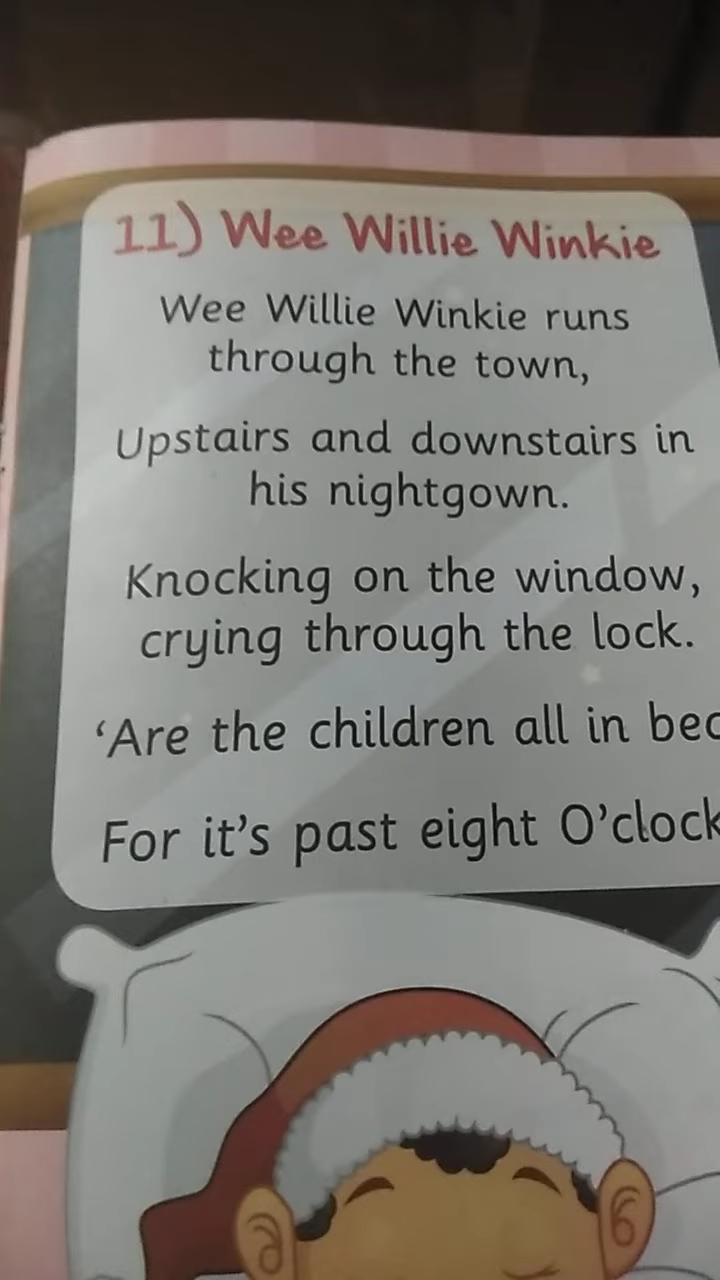 11) Wee Willie Winkie
Wee Willie Winkie runs
through the town,
Upstairs and downstairs in
his nightgown.
Knocking on the window,
crying through the lock.
‘Are the children all in
For it’s past eight O’clock